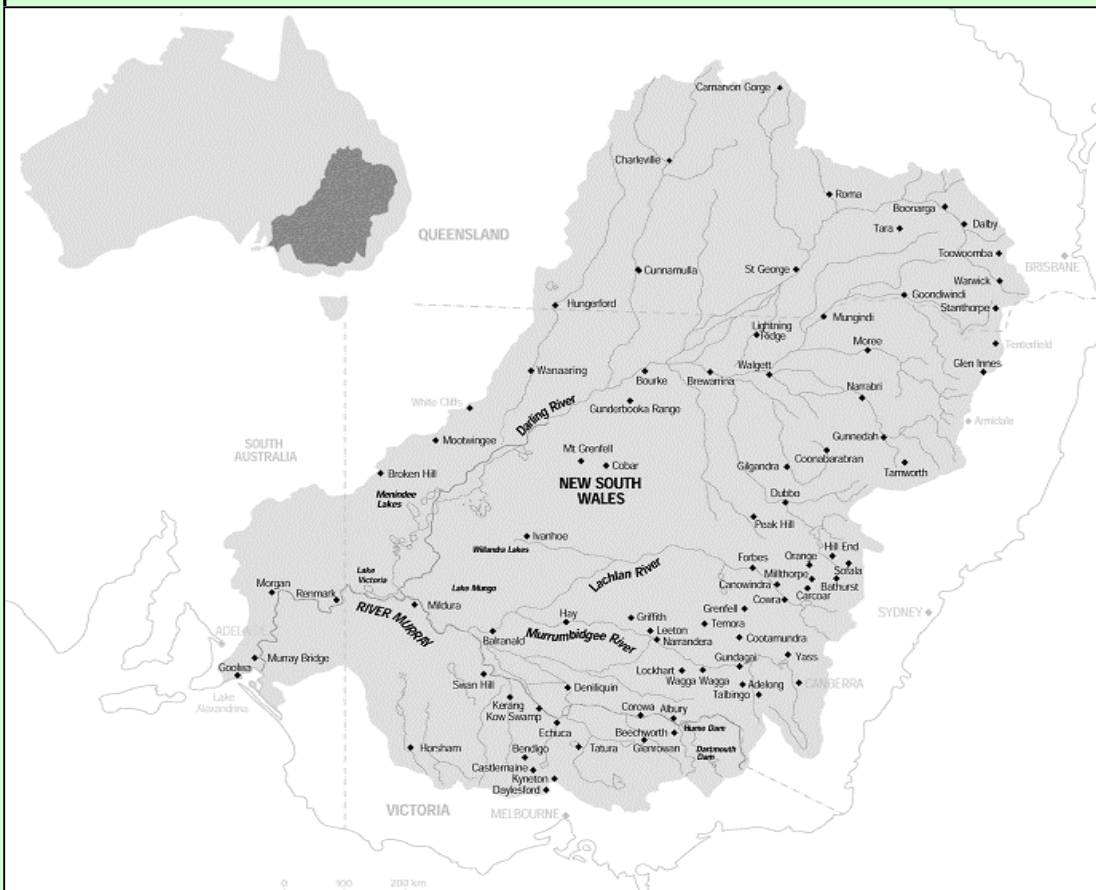 Carnarvon Gorge
Charleville
Roma
Boonarga
Tara
Dalby
QUEENSLAND
Toowoomba
BRISBANE
Cunnamulla
St George
Warwick
Goondiwindi
Stanthorpe
Hungerford
Mungindi
Lightning
Ridge
Moree
Tenterfield
Glen Innes
Wanaaring
Bourke
Brewarrina
Walgett
Narrabri
White Cliffs
Darling River
Gunderbooka Range
Armidale
Mootwingee
Gunnedah
SOUTH
AUSTRALIA
Mt Grenfell
Cobar
Coonabarabran
Gilgandra
Tamworth
Broken Hill
NEW SOUTH
WALES
Menindee
Lakes
Dubbo
Peak Hill
Ivanhoe
Willandra Lakes
Hill End
Orange
Forbes
Sofala
Lake
Victoria
Lachlan River
Millthorpe
Bathurst
Morgan
Renmark
Lake Mungo
Canowindra
Carcoar
Cowra
Mildura
RIVER MURRAY
Hay
Griffith
Grenfell
SYDNEY
Temora
ADELAIDE
Balranald
Murrumbidgee River
Leeton
Narrandera
Cootamundra
Murray Bridge
Goolwa
Gundagai
Yass
Swan Hill
Lockhart
Wagga Wagga
Adelong
CANBERRA
Deniliquin
Talbingo
Lake
Alexandrina
Kerang
Kow Swamp
Corowa
Albury
Hume Dam
Echuca
Beechworth
Horsham
Bendigo
Tatura
Glenrowan
Dartmouth
Dam
Castlemaine
Kyneton
Daylesford
VICTORIA
MELBOURNE
0 100 200 km